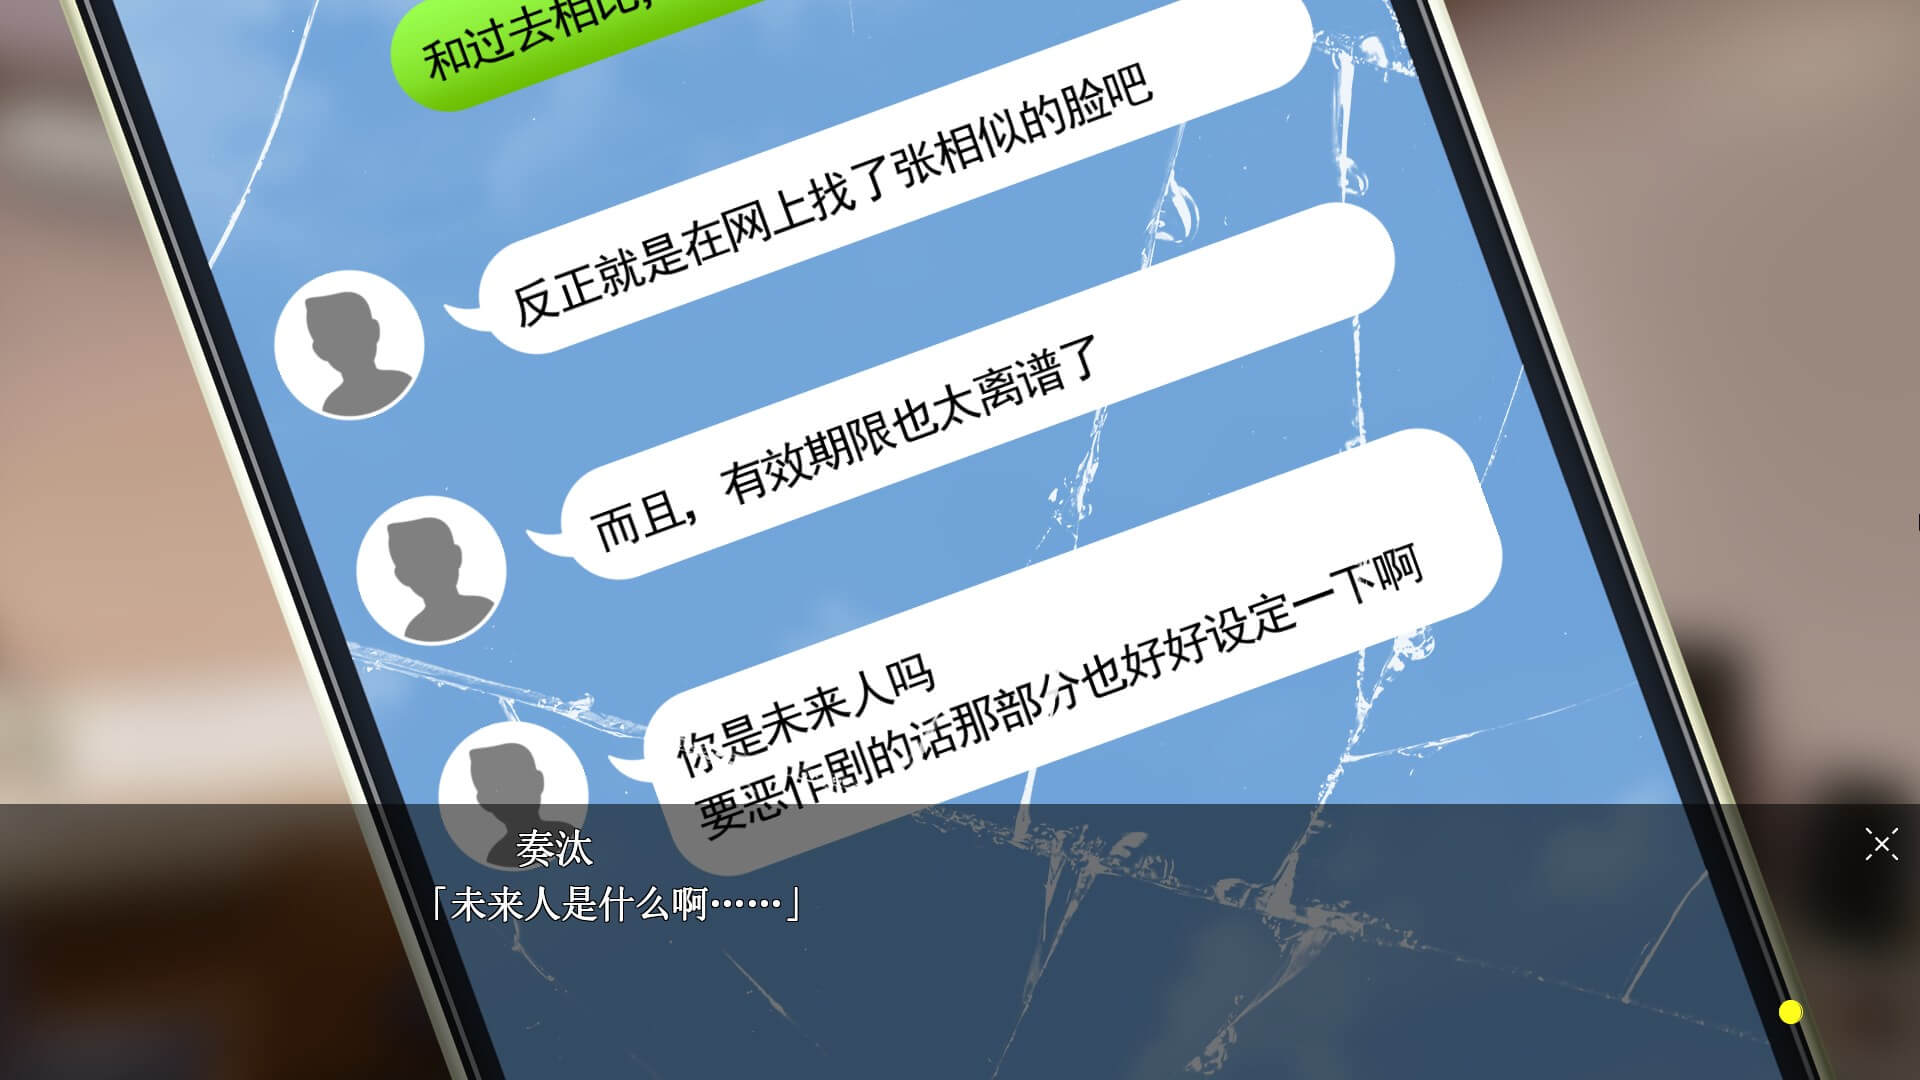 和过去相比，
反正就是在网上找了张相似的脸吧
而且，有效期限也太离谱了
你是未来人吗
要恶作剧的话那部分也好好设定一下啊
奏汰
「未来人是什么啊……」